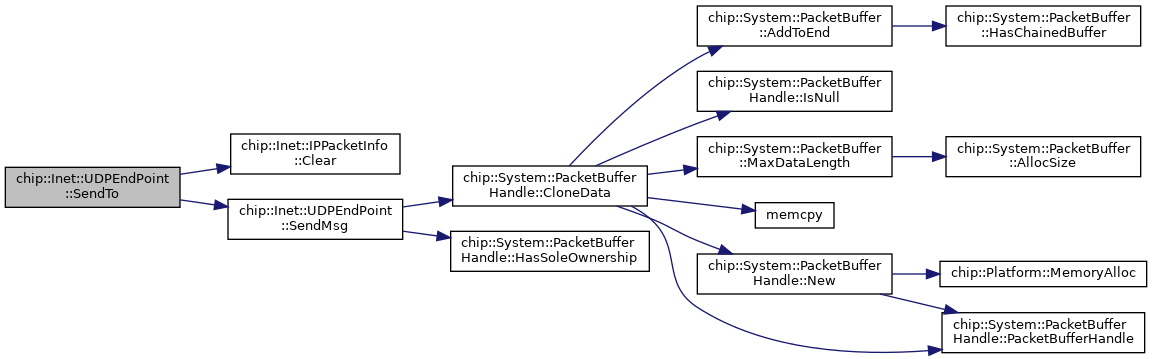 chip::Inet::UDPEndPoint
::SendTo
chip::Inet::IPPacketInfo
::Clear
chip::Inet::UDPEndPoint
::SendMsg
chip::System::PacketBuffer
Handle::CloneData
chip::System::PacketBuffer
Handle::HasSoleOwnership
chip::System::PacketBuffer
::AddToEnd
chip::System::PacketBuffer
Handle::IsNull
chip::System::PacketBuffer
::MaxDataLength
memcpy
chip::System::PacketBuffer
Handle::New
chip::System::PacketBuffer
::HasChainedBuffer
chip::System::PacketBuffer
::AllocSize
chip::Platform::MemoryAlloc
chip::System::PacketBuffer
Handle::PacketBufferHandle